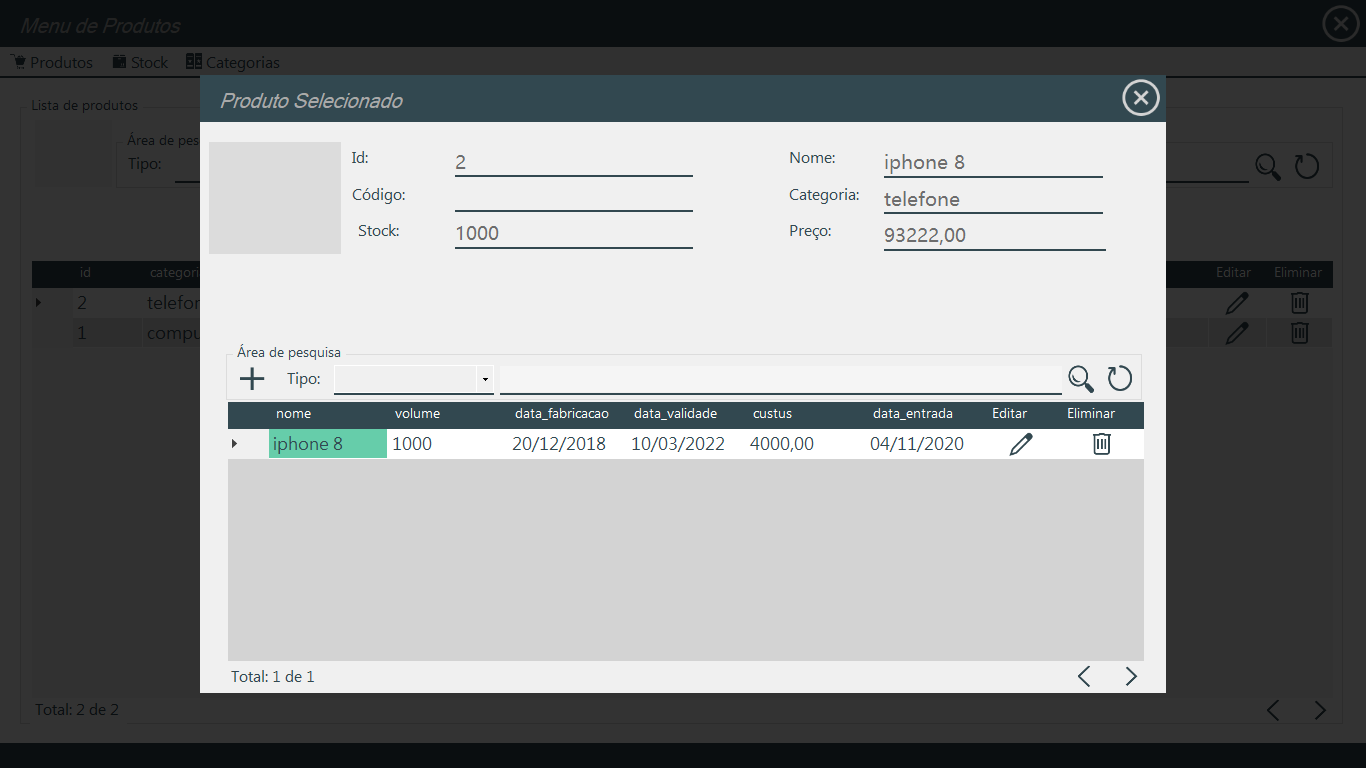 Menu de Produtos
Produtos Stock Categorias
Produto Selecionado
Lista de produtos
Área de pes
Tipo:
Id: 2 Nome: iphone 8
Código: Categoria: telefone
Stock: 1000 Preço: 93222,00
id categori Editar Eliminar
2 telefor
1 compu
Área de pesquisa
Tipo:
nome volume data_fabricacao data_validade custus data_entrada Editar Eliminar
iphone 8 1000 20/12/2018 10/03/2022 4000,00 04/11/2020
Total: 1 de 1
Total: 2 de 2